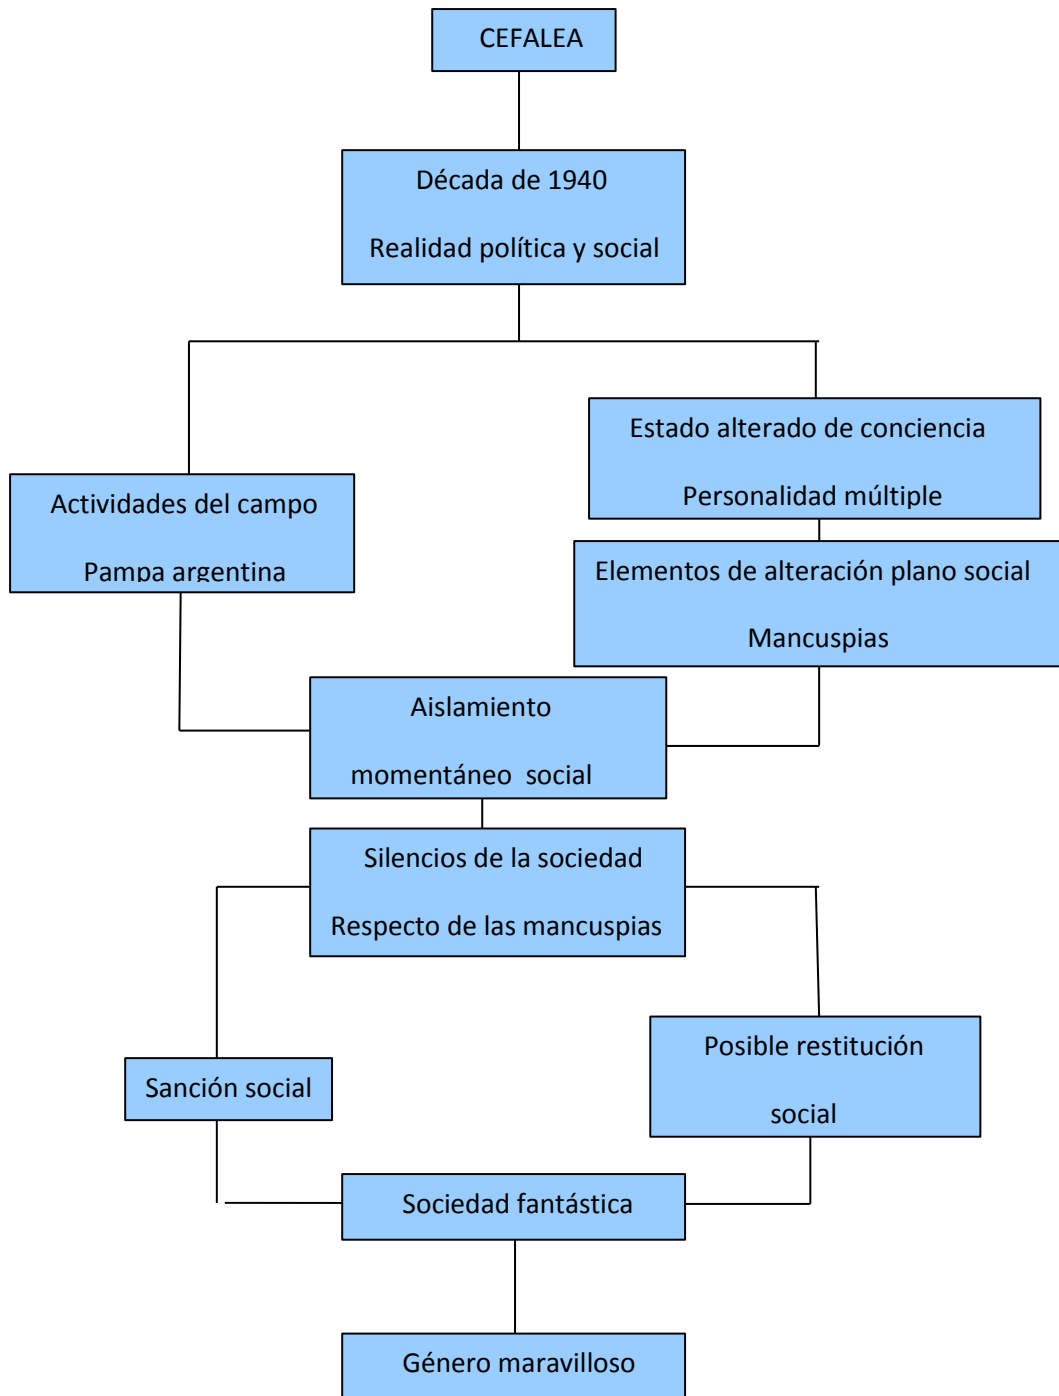 CEFALEA
Década de 1940
Realidad política y social
Estado alterado de conciencia
Personalidad múltiple
Actividades del campo
Pampa argentina
Elementos de alteración plano social
Mancuspias
Aislamiento
momentáneo social
Silencios de la sociedad
Respecto de las mancuspias
Sanción social
Posible restitución
social
Sociedad fantástica
Género maravilloso